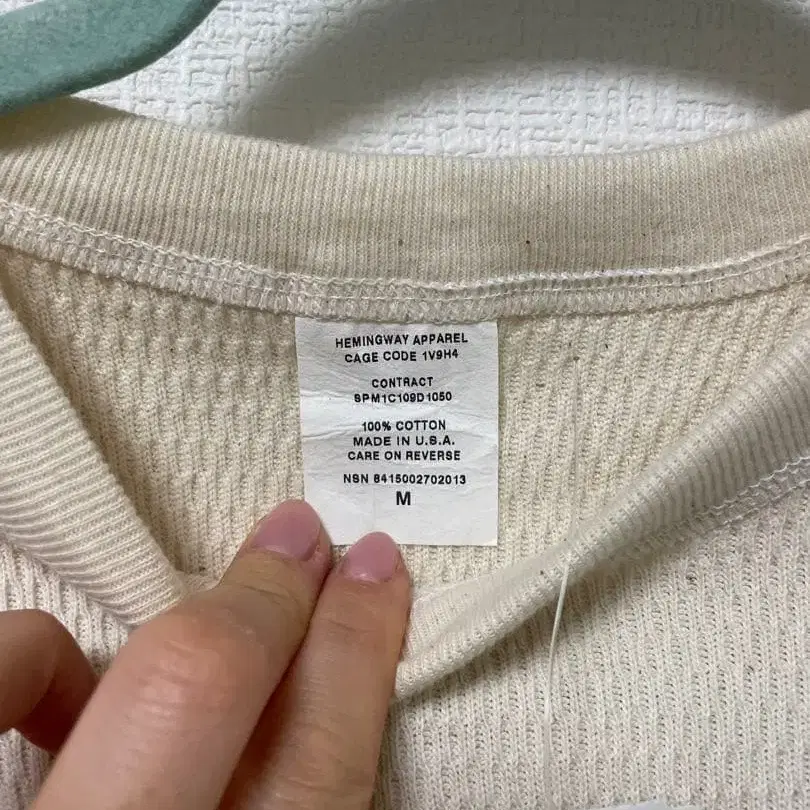 HEMINGWAY APPAREL
CAGE CODE 1V9H4
CONTRACT
SPM1C109D1050
100% COTTON
MADE IN U.S.A.
CARE ON REVERSE
NSN 8415002702013
M